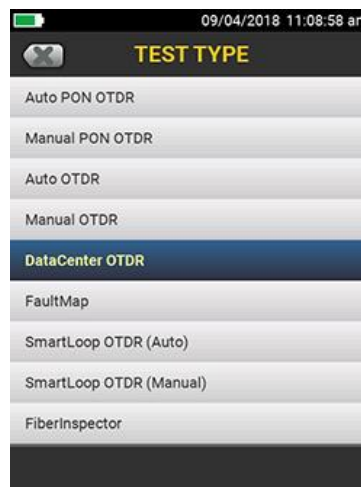 09/04/2018 11:08:58 am
TEST TYPE
Auto PON OTDR
Manual PON OTDR
Auto OTDR
Manual OTDR
DataCenter OTDR
FaultMap
SmartLoop OTDR (Auto)
SmartLoop OTDR (Manual)
FiberInspector